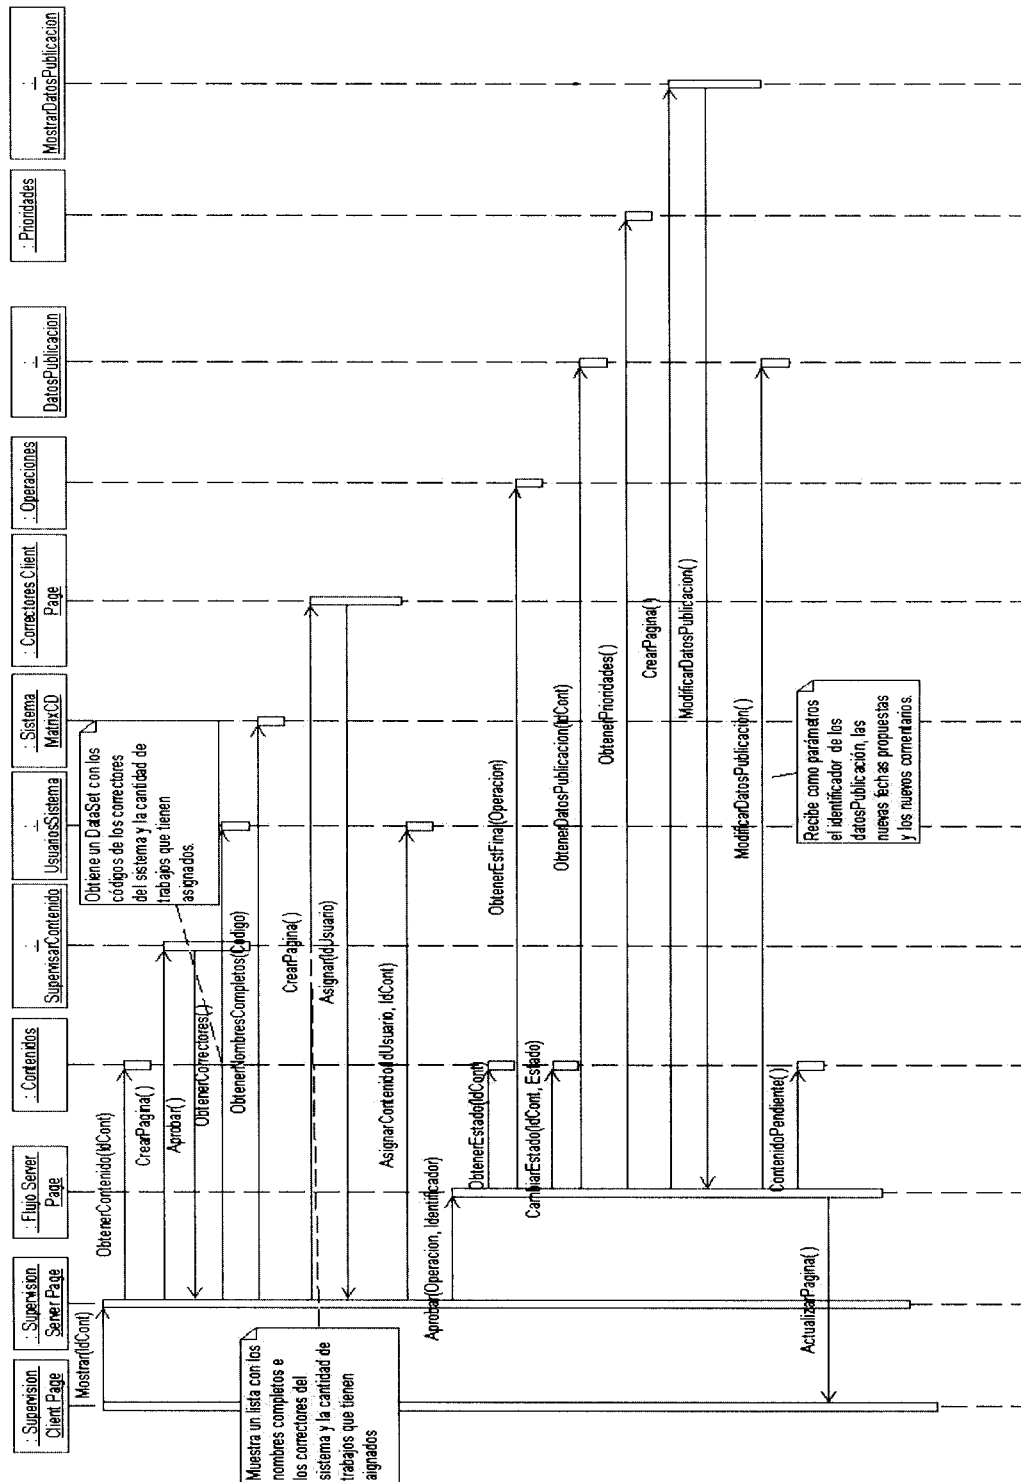 : Supervision
Client Page
: Supervision
Server Page
: Flujo Server
Page
: Contenidos
:
SupervisarContenido
:
UsuariosSistema
: Sistema
MatrixCD
: Correctores Client
Page
: Operaciones
:
DatosPublicacion
: Prioridades
:
MostrarDatosPublicacion
Mostrar(IdCont)
ObtenerContenido(IdCont)
CrearPagina( )
Aprobar( )
ObtenerCorrectores( )
Obtiene un DataSet con los
códigos de los correctores
del sistema y la cantidad de
trabajos que tienen
asignados.
ObtenerNombresCompletos(Codigo)
CrearPagina( )
Muestra un lista con los
nombres completos e
los correctores del
sistema y la cantidad de
trabajos que tienen
aignados
Asignar(IdUsuario)
AsignarContenido(IdUsuario, IdCont)
Aprobar(Operacion, Identificador)
ObtenerEstado(IdCont)
ObtenerEstFinal(Operacion)
CambiarEstado(IdCont, Estado)
ObtenerDatosPublicacion(IdCont)
ObtenerPrioridades( )
CrearPagina( )
ModificarDatosPublicacion( )
ModificarDatosPublicación( )
Recibe como parámetros
el identificador de los
datosPublicación, las
nuevas fechas propuestas
y los nuevos comentarios.
ContenidoPendiente( )
ActualizarPagina( )